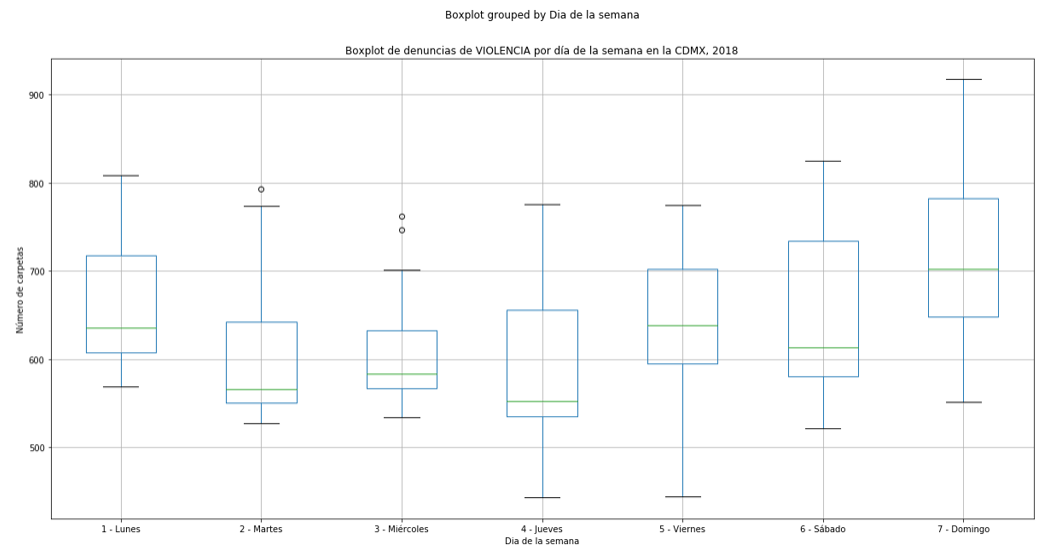 Boxplot grouped by Dia de la semana
Boxplot de denuncias de VIOLENCIA por día de la semana en la CDMX, 2018
Número de carpetas
900
800
700
600
500
1 - Lunes
2 - Martes
3 - Miércoles
4 - Jueves
5 - Viernes
6 - Sábado
7 - Domingo
Dia de la semana